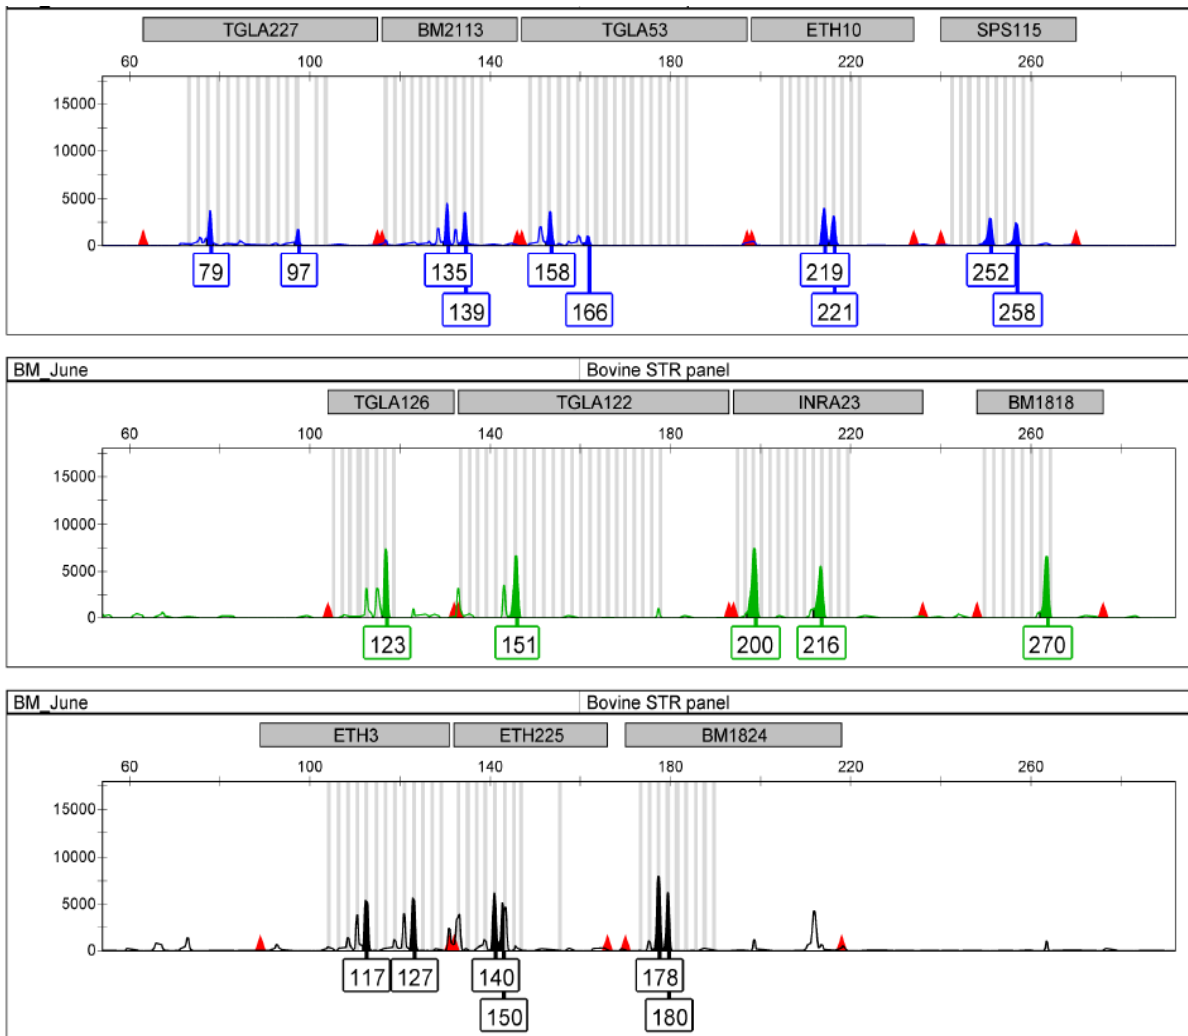 TGLA227 BM2113 TGLA53 ETH10 SPS115
60 100 140 180 220 260
15000
10000
5000
0
79 97 135 158 219 252
139 166 221 258
BM_June Bovine STR panel
TGLA126 TGLA122 INRA23 BM1818
60 100 140 180 220 260
15000
10000
5000
0
123 151 200 216 270
BM_June Bovine STR panel
ETH3 ETH225 BM1824
60 100 140 180 220 260
15000
10000
5000
0
117 127 140 178
150 180